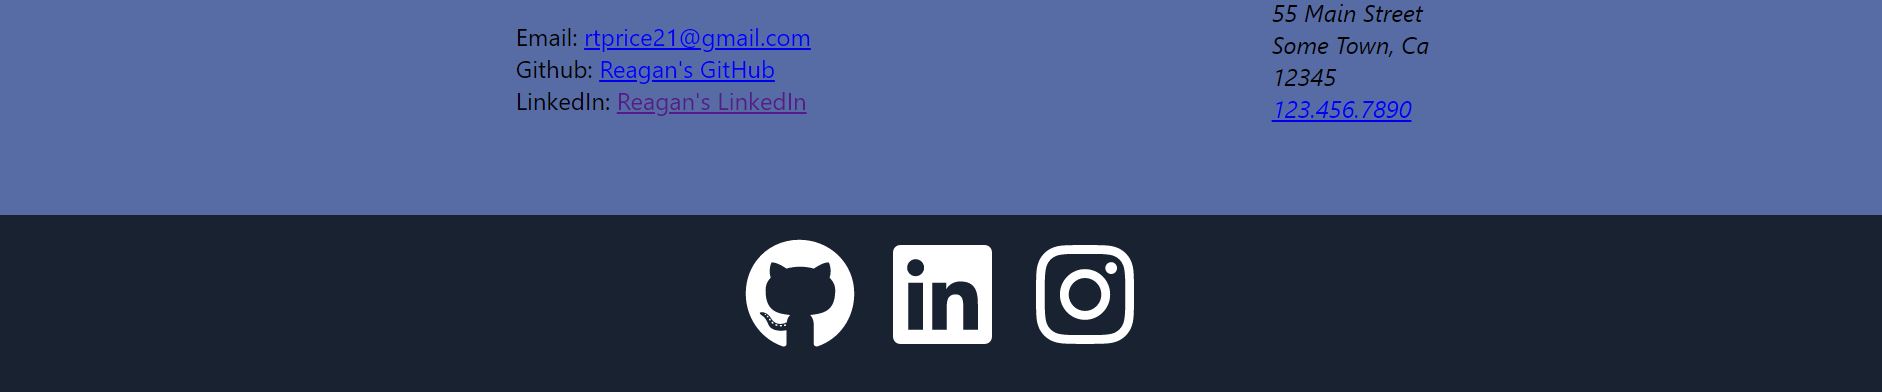 Email: rtprice21@gmail.com
Github: Reagan's GitHub
LinkedIn: Reagan's LinkedIn
55 Main Street
Some Town, Ca
12345
123.456.7890
in